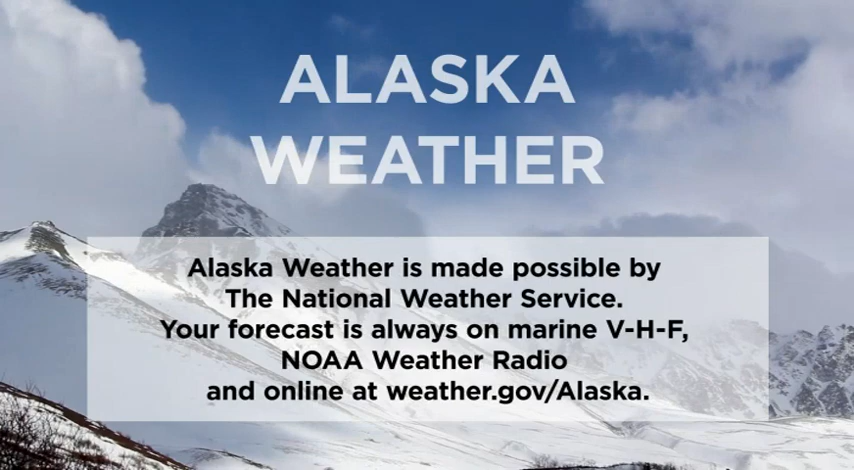 ALASKA
WEATHER
Alaska Weather is made possible by
The National Weather Service.
Your forecast is always on marine V-H-F,
NOAA Weather Radio
and online at weather.gov/Alaska.